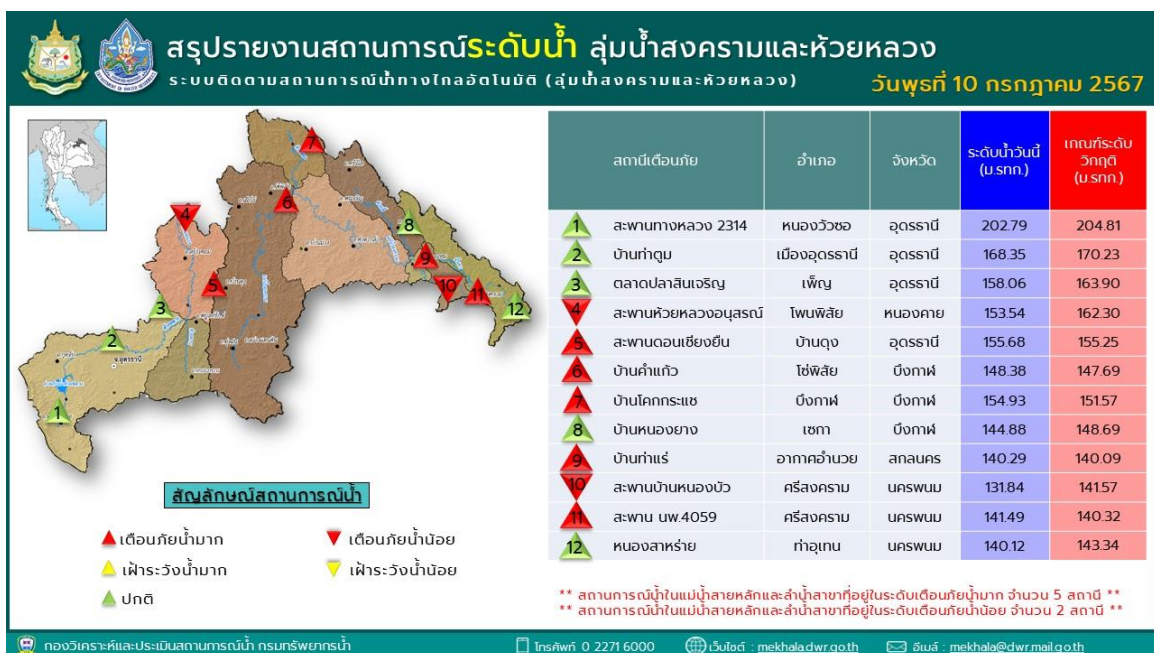 สรุปรายงานสถานการณ์ระดับน้ำ ลุ่มน้ำสงครามและห้วยหลวง
ระบบติดตามสถานการณ์น้ำทางไกลอัตโนมัติ (ลุ่มน้ำสงครามและห้วยหลวง)
วันพุธที่ 10 กรกฎาคม 2567
สถานีเตือนภัย อำเภอ จังหวัด ระดับน้ำวันนี้ (ม.รทก.) เกณฑ์ระดับวิกฤติ (ม.รทก.)
1 สะพานทางหลวง 2314 หนองวัวซอ อุดรธานี 202.79 204.81
2 บ้านท่าตูม เมืองอุดรธานี อุดรธานี 168.35 170.23
3 ตลาดปลาสินเจริญ เพ็ญ อุดรธานี 158.06 163.90
4 สะพานห้วยหลวงอนุสรณ์ โพนพิสัย หนองคาย 153.54 162.30
5 สะพานดอนเซียงยืน บ้านดุง อุดรธานี 155.68 155.25
6 บ้านคำแก้ว โซ่พิสัย บึงกาฬ 148.38 147.69
7 บ้านโคกกระแซ บึงกาฬ บึงกาฬ 154.93 151.57
8 บ้านหนองยาง เซกา บึงกาฬ 144.88 148.69
9 บ้านท่าแร่ อากาศอำนวย สกลนคร 140.29 140.09
10 สะพานบ้านหนองบัว ศรีสงคราม นครพนม 131.84 141.57
11 สะพาน นพ.4059 ศรีสงคราม นครพนม 141.49 140.32
12 หนองสาหร่าย ท่าอุเทน นครพนม 140.12 143.34
7
6
4
8
9
5
10
11
3
12
2
1
สัญลักษณ์สถานการณ์น้ำ
เตือนภัยน้ำมาก เตือนภัยน้ำน้อย
เฝ้าระวังน้ำมาก เฝ้าระวังน้ำน้อย
ปกติ
** สถานการณ์น้ำในแม่น้ำสายหลักและลำน้ำสาขาที่อยู่ในระดับเตือนภัยน้ำมาก จำนวน 5 สถานี **
** สถานการณ์น้ำในแม่น้ำสายหลักและลำน้ำสาขาที่อยู่ในระดับเตือนภัยน้ำน้อย จำนวน 2 สถานี **
กองวิเคราะห์และประเมินสถานการณ์น้ำ กรมทรัพยากรน้ำ โทรศัพท์ 0 2271 6000 เว็บไซต์ : mekhala.dwr.go.th อีเมล์ : mekhala@dwr.mail.go.th